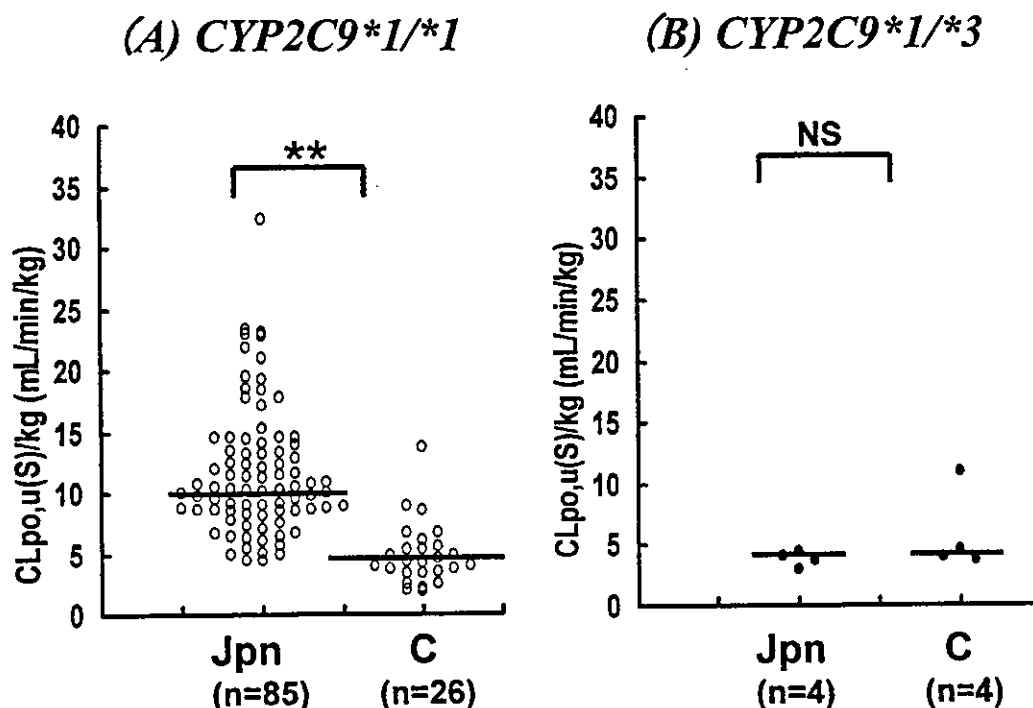 (A) CYP2C9*1/*1
CLpo,u(S)/kg (mL/min/kg)
40
35
30
25
20
15
10
5
0
**
Jpn
C
(n=85)
(n=26)
(B) CYP2C9*1/*3
CLpo,u(S)/kg (mL/min/kg)
40
35
30
25
20
15
10
5
0
NS
Jpn
C
(n=4)
(n=4)